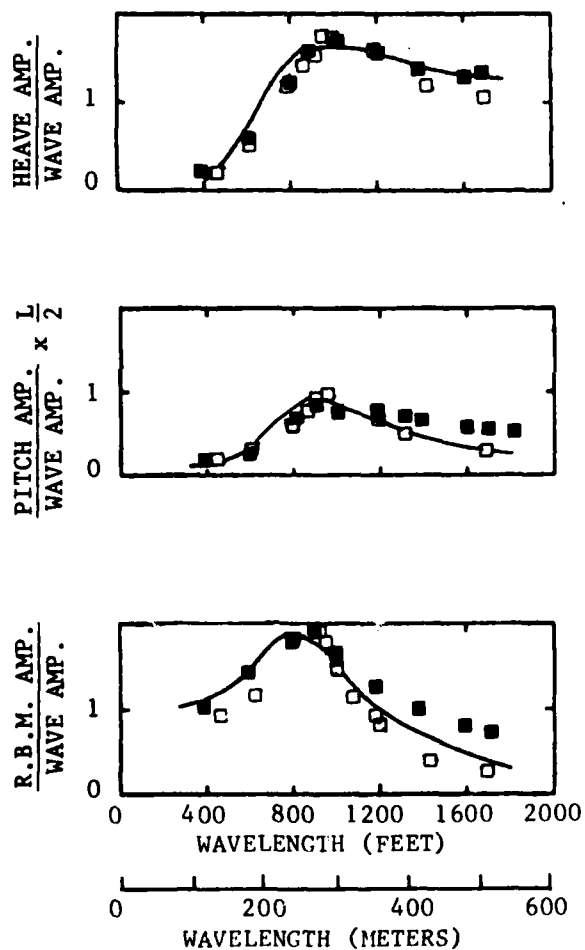 HEAVE AMP.
WAVE AMP.
1
0
PITCH AMP. x L
WAVE AMP. 2
1
0
R.B.M. AMP.
WAVE AMP.
1
0
0 400 800 1200 1600 2000
WAVELENGTH (FEET)
0 200 400 600
WAVELENGTH (METERS)